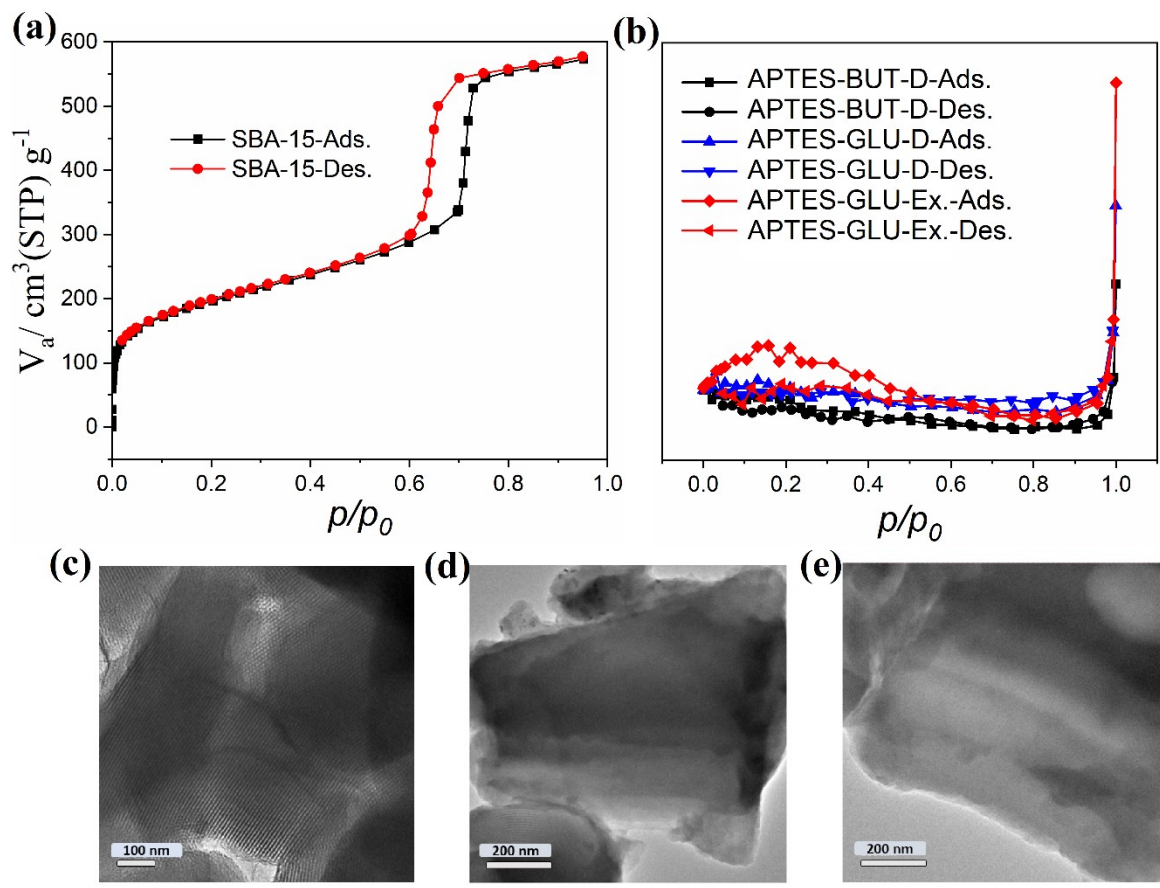 (a)
(b)
600
500
400
300
200
100
0
Vₐ/ cm³(STP) g⁻¹
SBA-15-Ads.
SBA-15-Des.
0.0 0.2 0.4 0.6 0.8 1.0
p/p₀
APTES-BUT-D-Ads.
APTES-BUT-D-Des.
APTES-GLU-D-Ads.
APTES-GLU-D-Des.
APTES-GLU-Ex.-Ads.
APTES-GLU-Ex.-Des.
0.0 0.2 0.4 0.6 0.8 1.0
p/p₀
(c)
(d)
(e)
100 nm
200 nm
200 nm